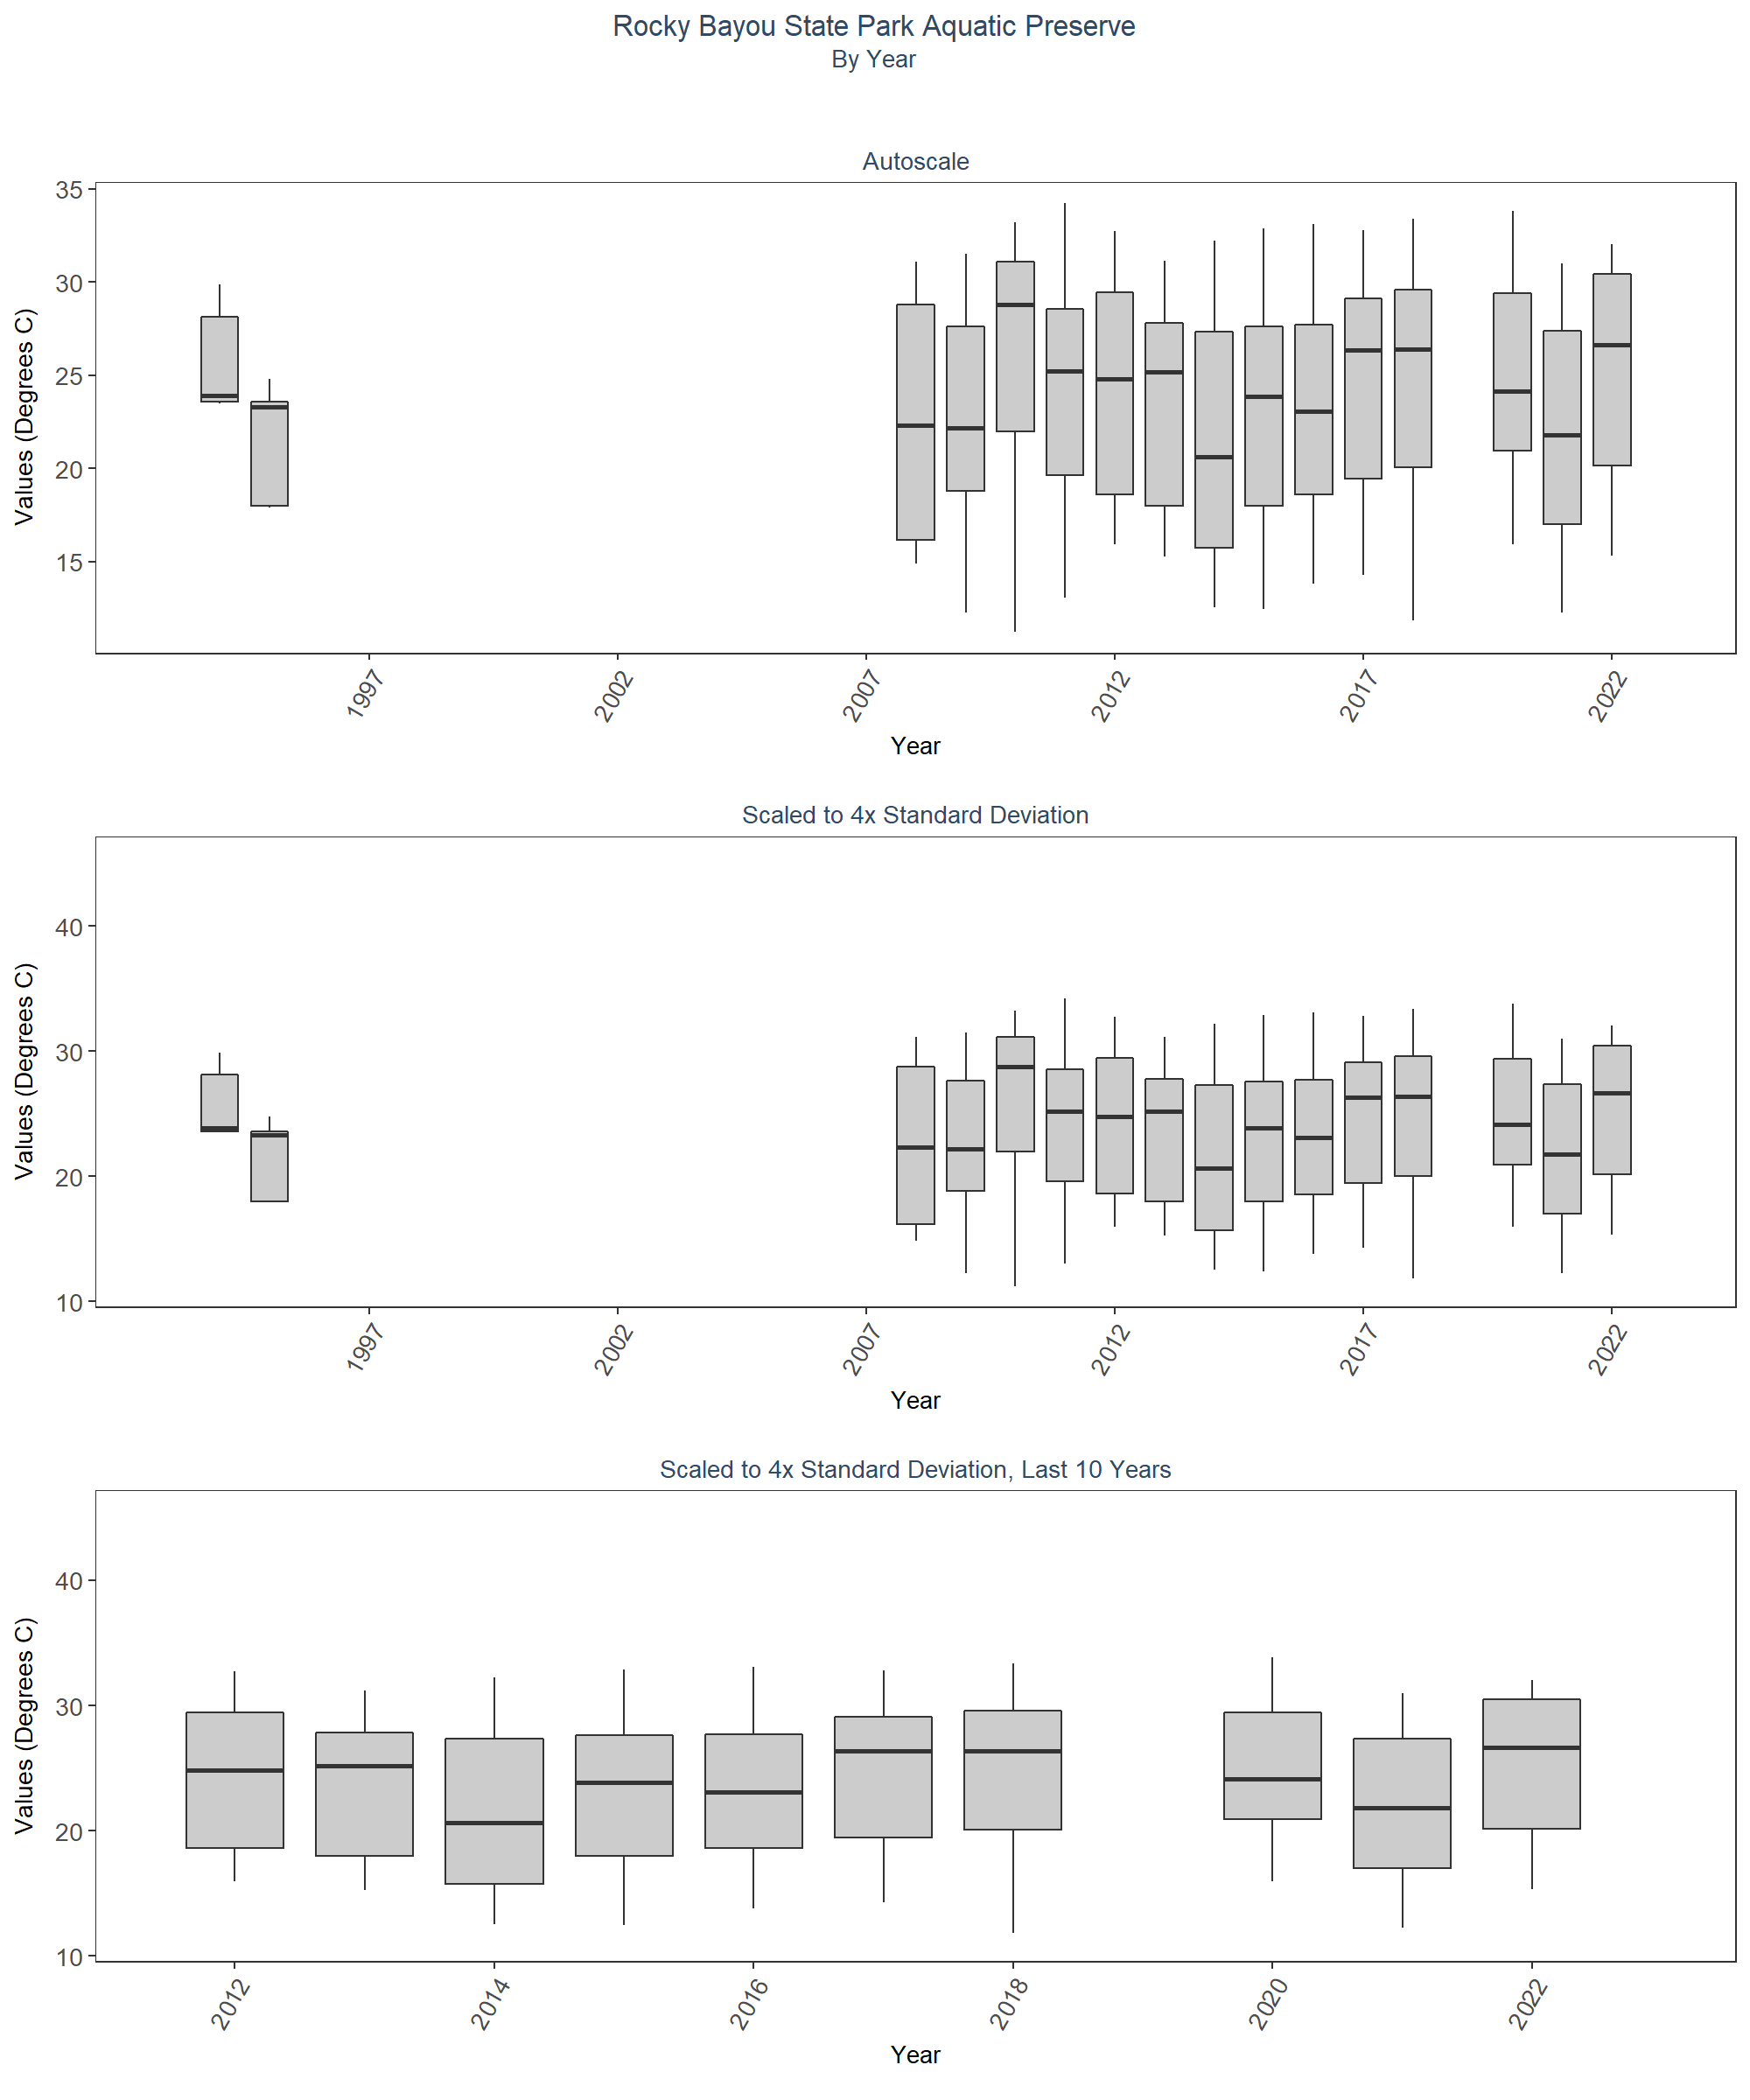 Rocky Bayou State Park Aquatic Preserve
By Year
Autoscale
Values (Degrees C)
35
30
25
20
15
1997
2002
2007
2012
2017
2022
Year
Scaled to 4x Standard Deviation
Values (Degrees C)
40
30
20
10
1997
2002
2007
2012
2017
2022
Year
Scaled to 4x Standard Deviation, Last 10 Years
Values (Degrees C)
40
30
20
10
2012
2014
2016
2018
2020
2022
Year